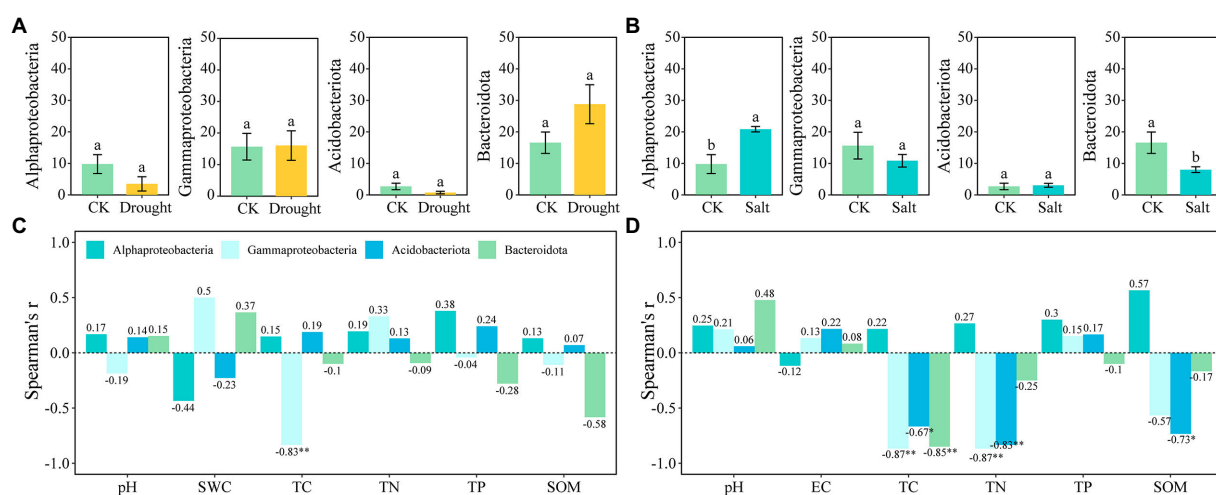 A
B
Alphaproteobacteria
50
40
30
20
10
0
a
a
CK Drought
Gammaproteobacteria
50
40
30
20
10
0
a
a
CK Drought
Acidobacteriota
50
40
30
20
10
0
a
a
CK Drought
Bacteroidota
50
40
30
20
10
0
a
a
CK Drought
Alphaproteobacteria
50
40
30
20
10
0
b
a
CK Salt
Gammaproteobacteria
50
40
30
20
10
0
a
a
CK Salt
Acidobacteriota
50
40
30
20
10
0
a
a
CK Salt
Bacteroidota
50
40
30
20
10
0
a
b
CK Salt
C
Spearman's r
1.0
0.5
0.0
-0.5
-1.0
Alphaproteobacteria Gammaproteobacteria Acidobacteriota Bacteroidota
0.17 -0.19 0.14 0.15
-0.44 0.5 -0.23 0.37
0.15 -0.83** 0.19 -0.1
0.19 0.33 0.13 -0.09
0.38 -0.04 0.24 -0.28
0.13 -0.11 0.07 -0.58
pH SWC TC TN TP SOM
D
Spearman's r
1.0
0.5
0.0
-0.5
-1.0
0.25 0.21 0.06 0.48
-0.12 0.13 0.22 0.08
0.22 -0.87** -0.67* -0.85**
0.27 -0.87** -0.83** -0.25
0.3 0.15 0.17 -0.1
0.57 -0.57 -0.73* -0.17
pH EC TC TN TP SOM